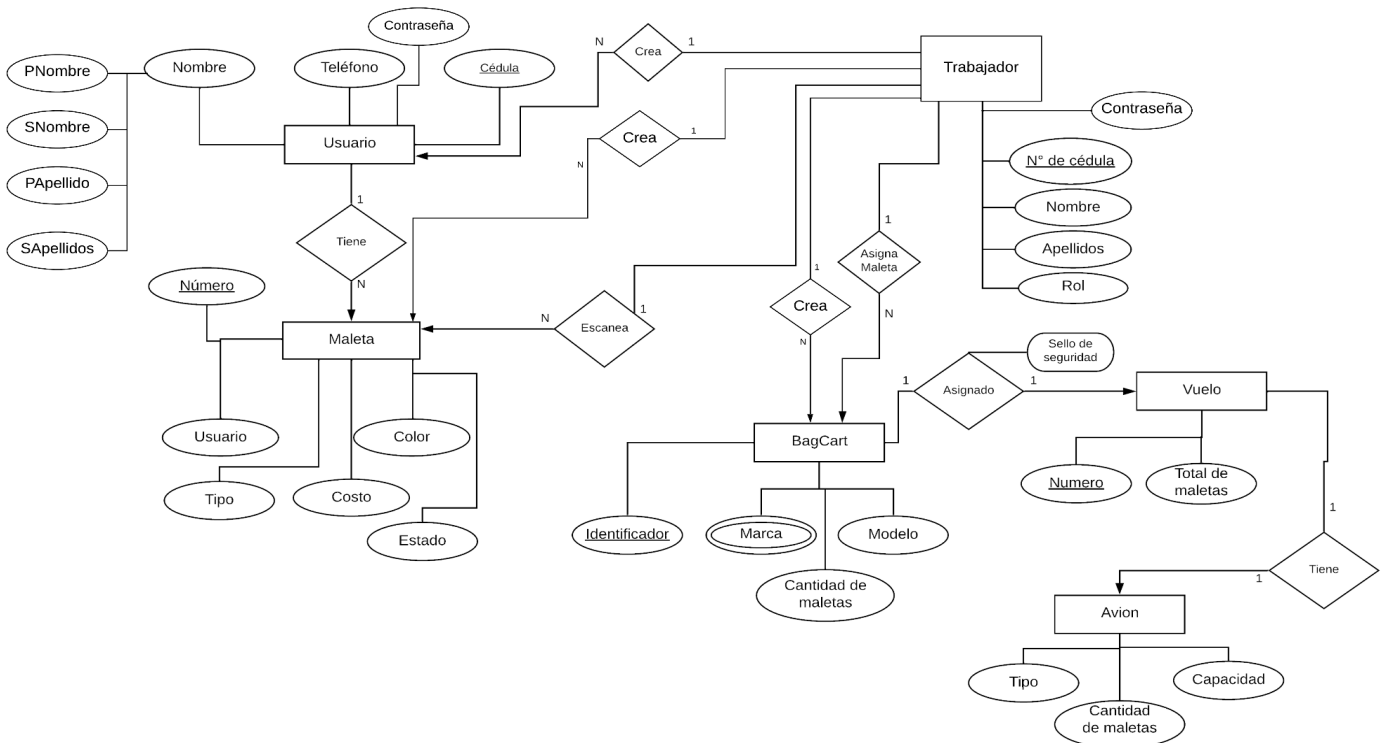 Contraseña
PNombre
Nombre
Teléfono
Cédula
N
Crea
1
Trabajador
Contraseña
SNombre
Usuario
Crea
1
N
N° de cédula
PApellido
1
Nombre
SApellidos
Tiene
1
Asigna
Maleta
Apellidos
1
Rol
Número
N
Crea
N
N
Escanea
1
N
Maleta
Sello de
seguridad
1
Asignado
1
Vuelo
Usuario
Color
BagCart
Tipo
Costo
Numero
Total de
maletas
1
Estado
Identificador
Marca
Modelo
Cantidad de
maletas
Tiene
1
Avion
Tipo
Capacidad
Cantidad
de maletas